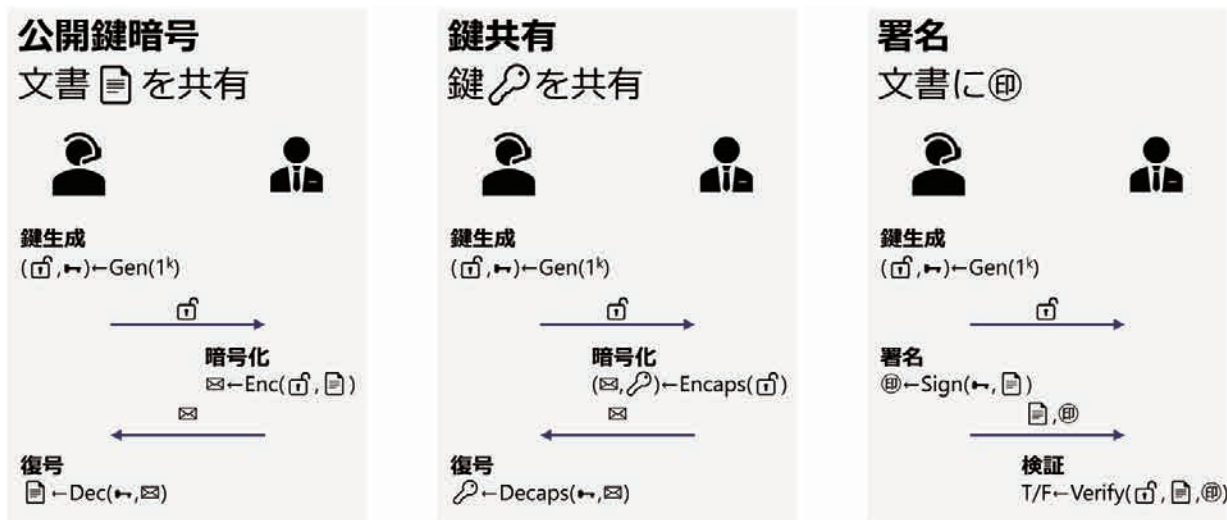 公開鍵暗号
文書を共有
鍵生成
( , )←Gen(1ᵏ)
暗号化
✉←Enc( , )
✉
復号
←Dec( ,✉)
鍵共有
鍵を共有
鍵生成
( , )←Gen(1ᵏ)
暗号化
(✉, )←Encaps( )
✉
復号
←Decaps( ,✉)
署名
文書に㊞
鍵生成
( , )←Gen(1ᵏ)
署名
㊞←Sign( , )
,㊞
検証
T/F←Verify( , ,㊞)